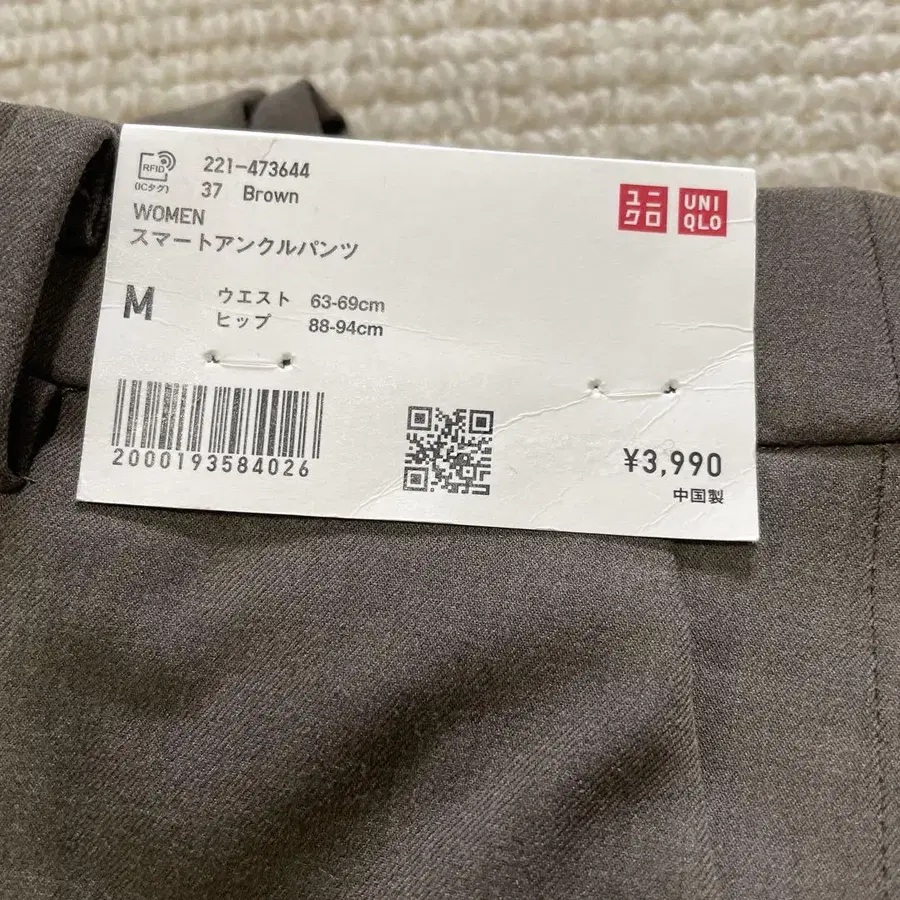 RFID
(ICタグ)
221-473644
37 Brown
WOMEN
スマートアンクルパンツ
ユニクロ
UNIQLO
M
ウエスト 63-69cm
ヒップ 88-94cm
2000193584026
¥3,990
中国製